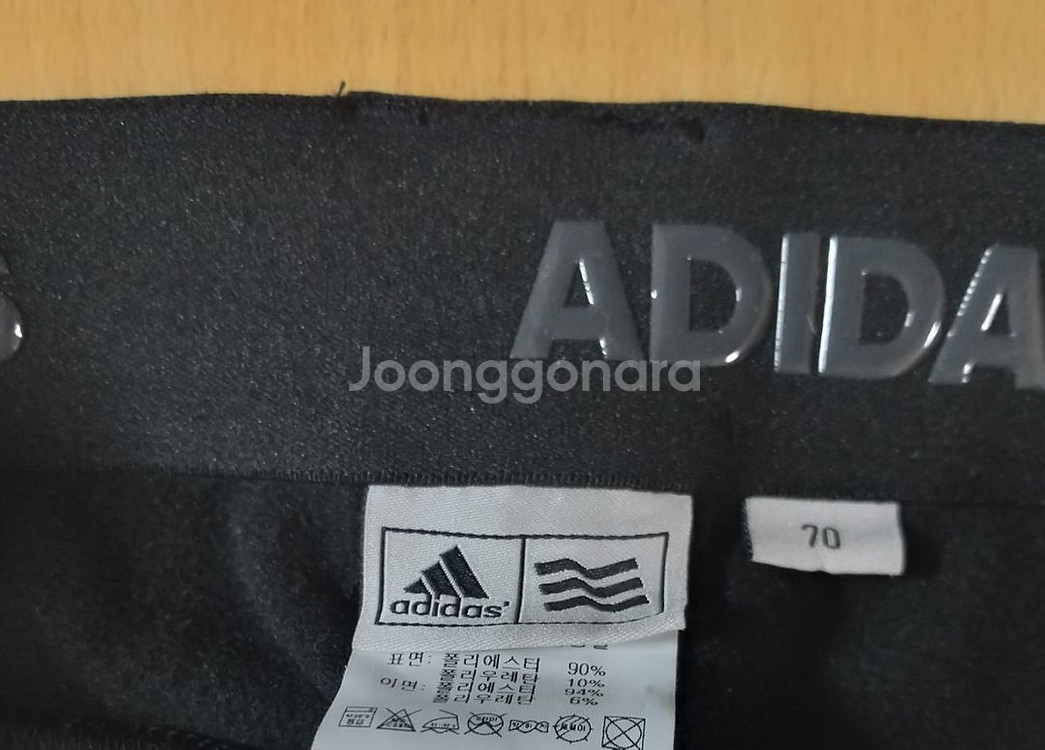 ADIDA
Joonggonara
70
adidas
표면: 폴리에스터 90%
폴리우레탄 10%
이면: 폴리에스터 94%
폴리우레탄 6%